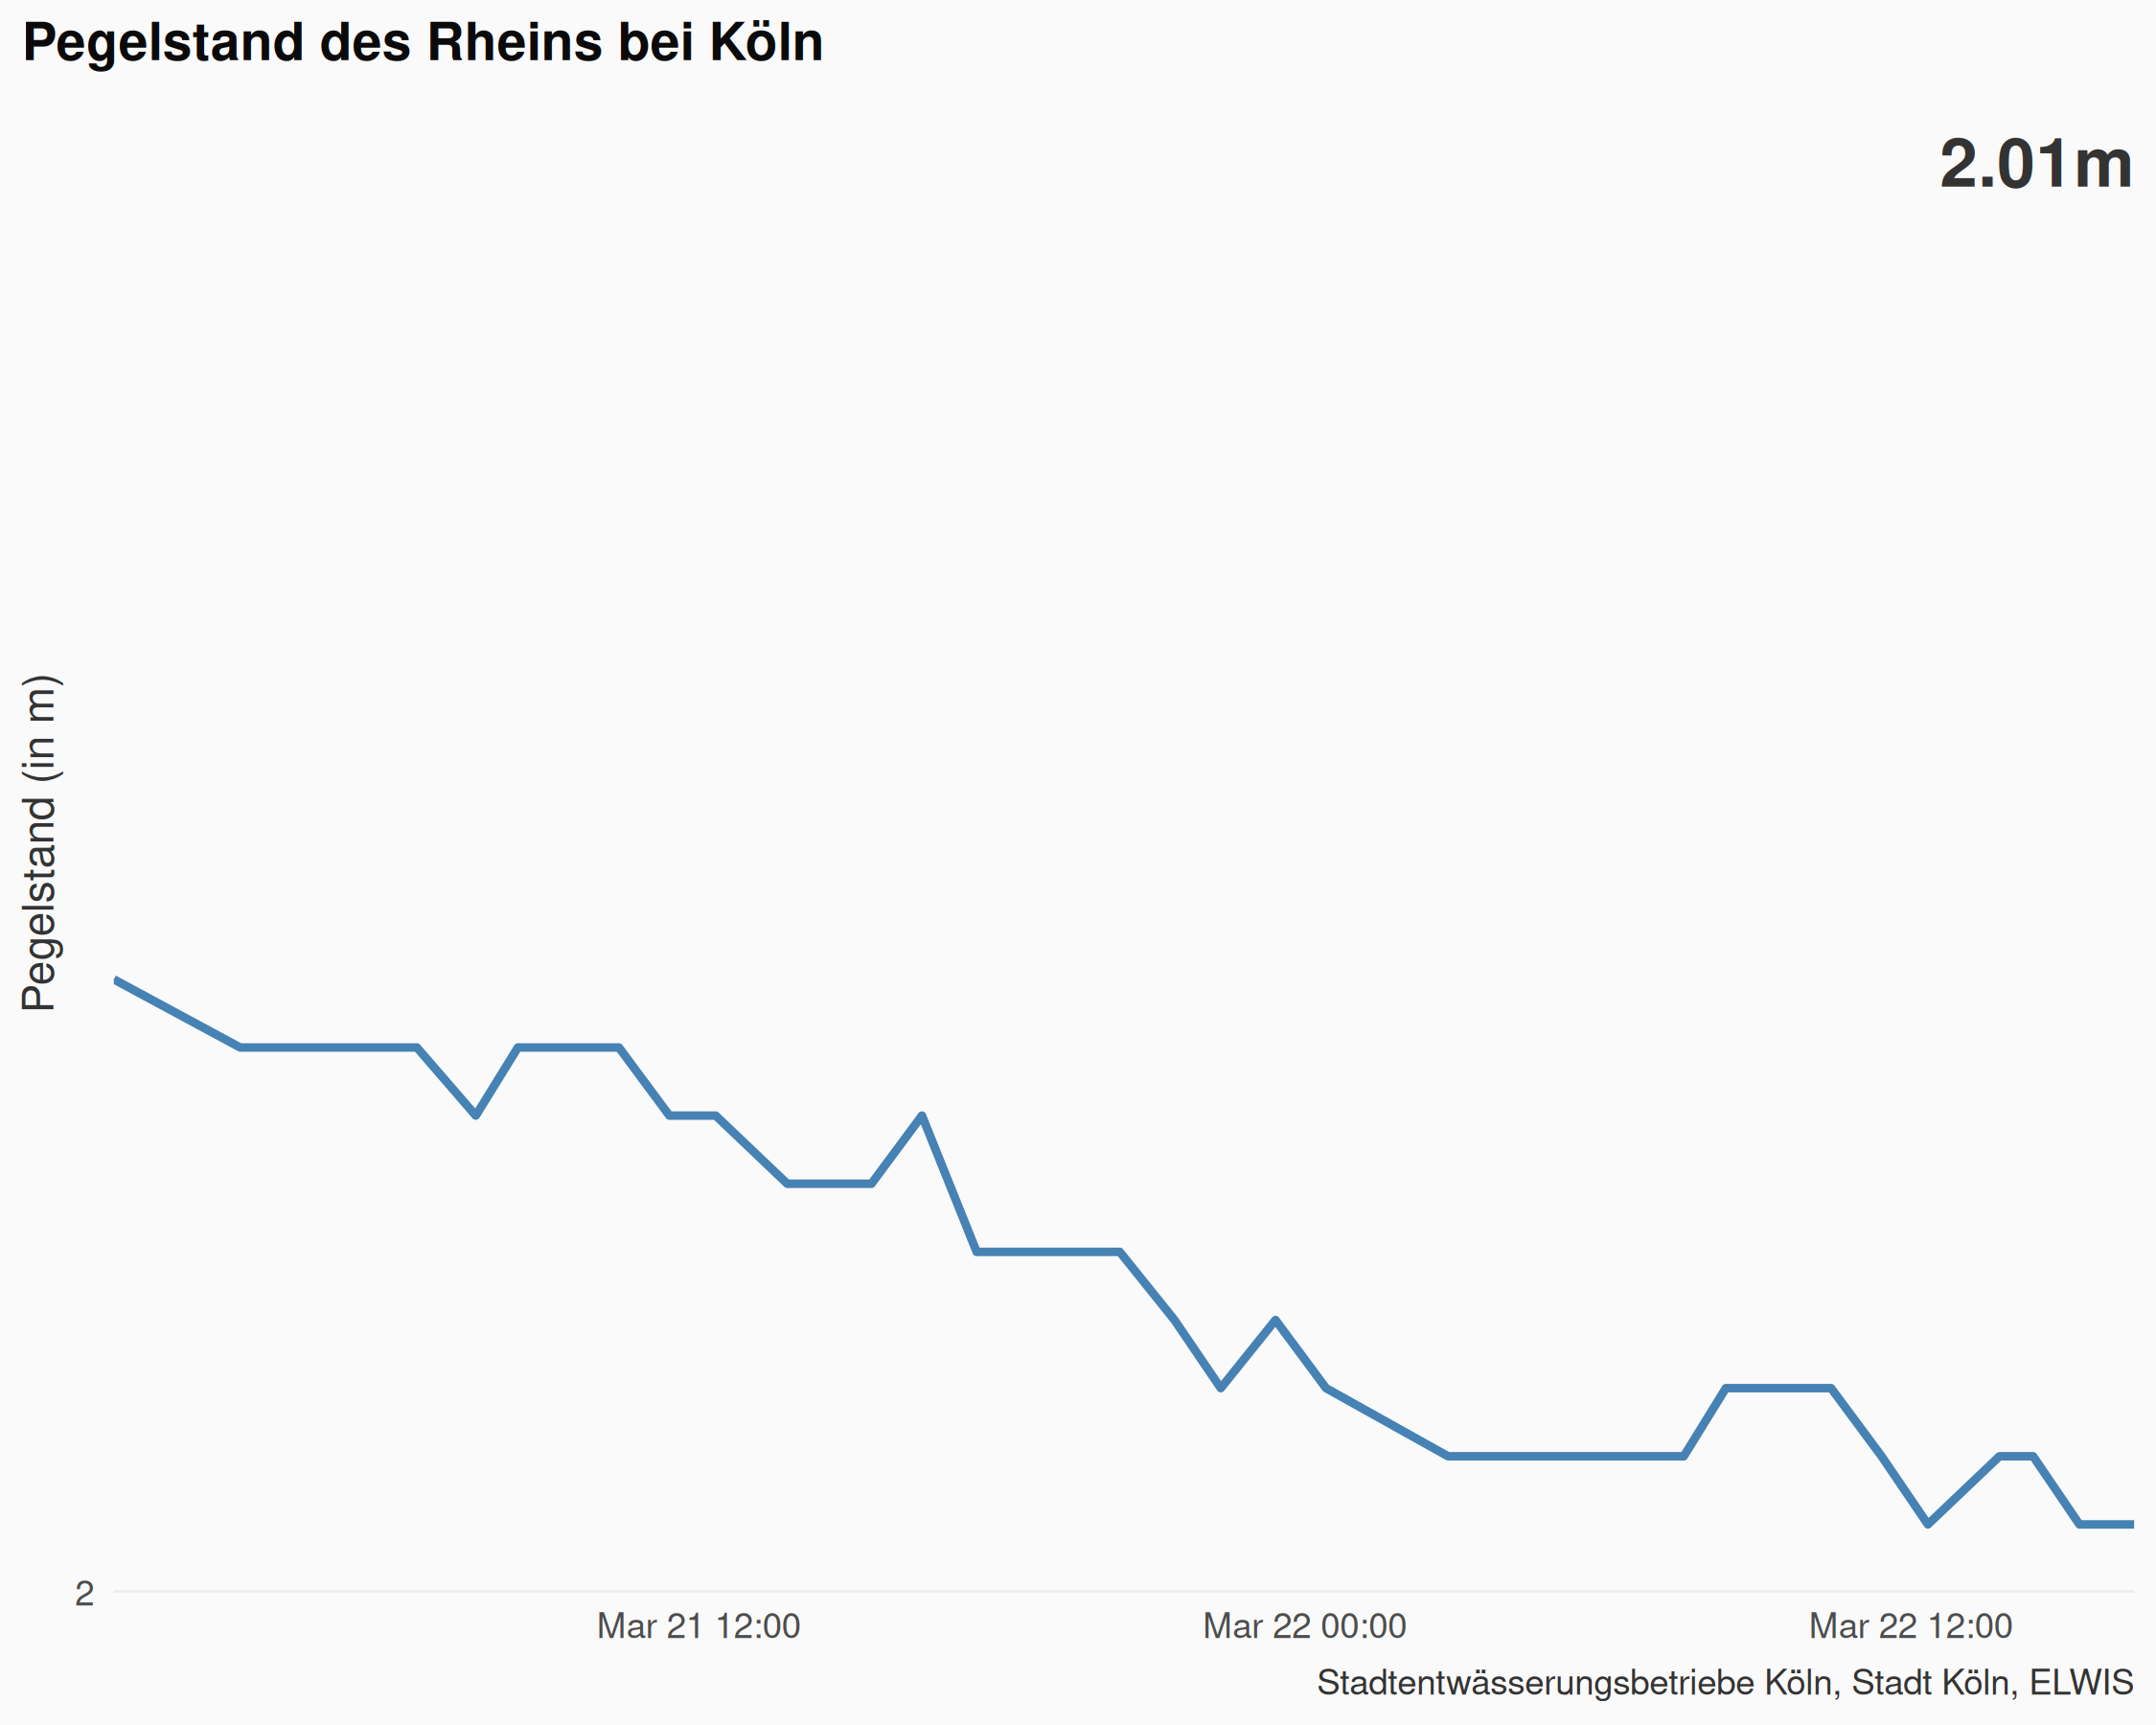 Pegelstand des Rheins bei Köln
2.01m
Pegelstand (in m)
2
Mar 21 12:00
Mar 22 00:00
Mar 22 12:00
Stadtentwässerungsbetriebe Köln, Stadt Köln, ELWIS